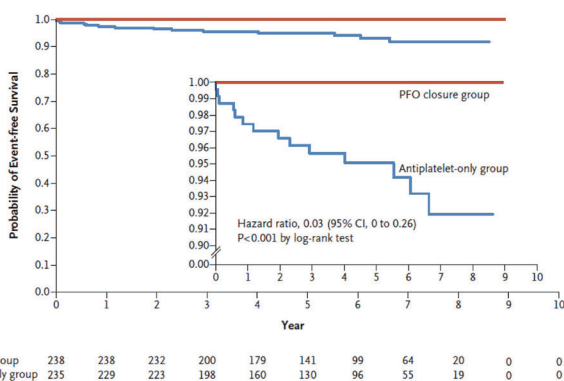 1.0
0.9
0.8
0.7
0.6
0.5
0.4
0.3
0.2
0.1
0.0
Probability of Event-free Survival
1.00
0.99
0.98
0.97
0.96
0.95
0.94
0.93
0.92
0.91
0.90
0.00
PFO closure group
Antiplatelet-only group
Hazard ratio, 0.03 (95% CI, 0 to 0.26)
P<0.001 by log-rank test
0 1 2 3 4 5 6 7 8 9 10
0 1 2 3 4 5 6 7 8 9 10
Year
oup 238 238 232 200 179 141 99 64 20 0 0
ly group 235 229 223 198 160 130 96 55 19 0 0